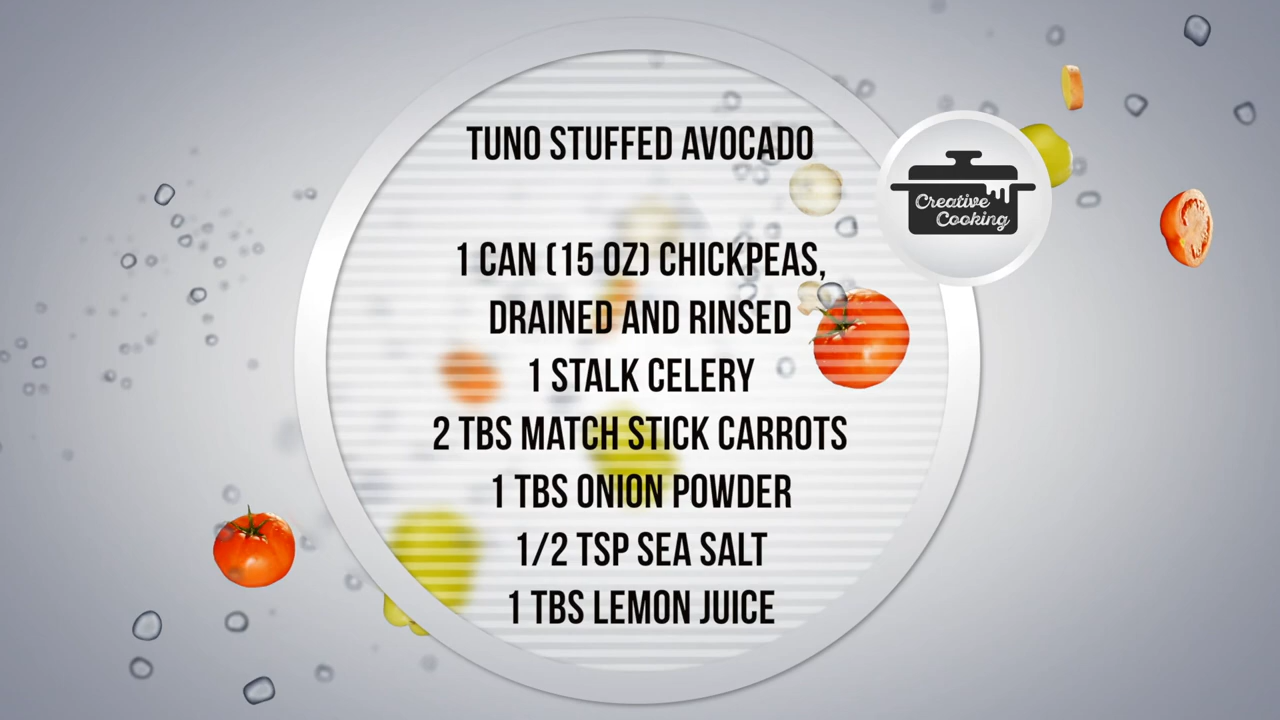 TUNO STUFFED AVOCADO
Creative
Cooking
1 CAN (15 OZ) CHICKPEAS,
DRAINED AND RINSED
1 STALK CELERY
2 TBS MATCH STICK CARROTS
1 TBS ONION POWDER
1/2 TSP SEA SALT
1 TBS LEMON JUICE